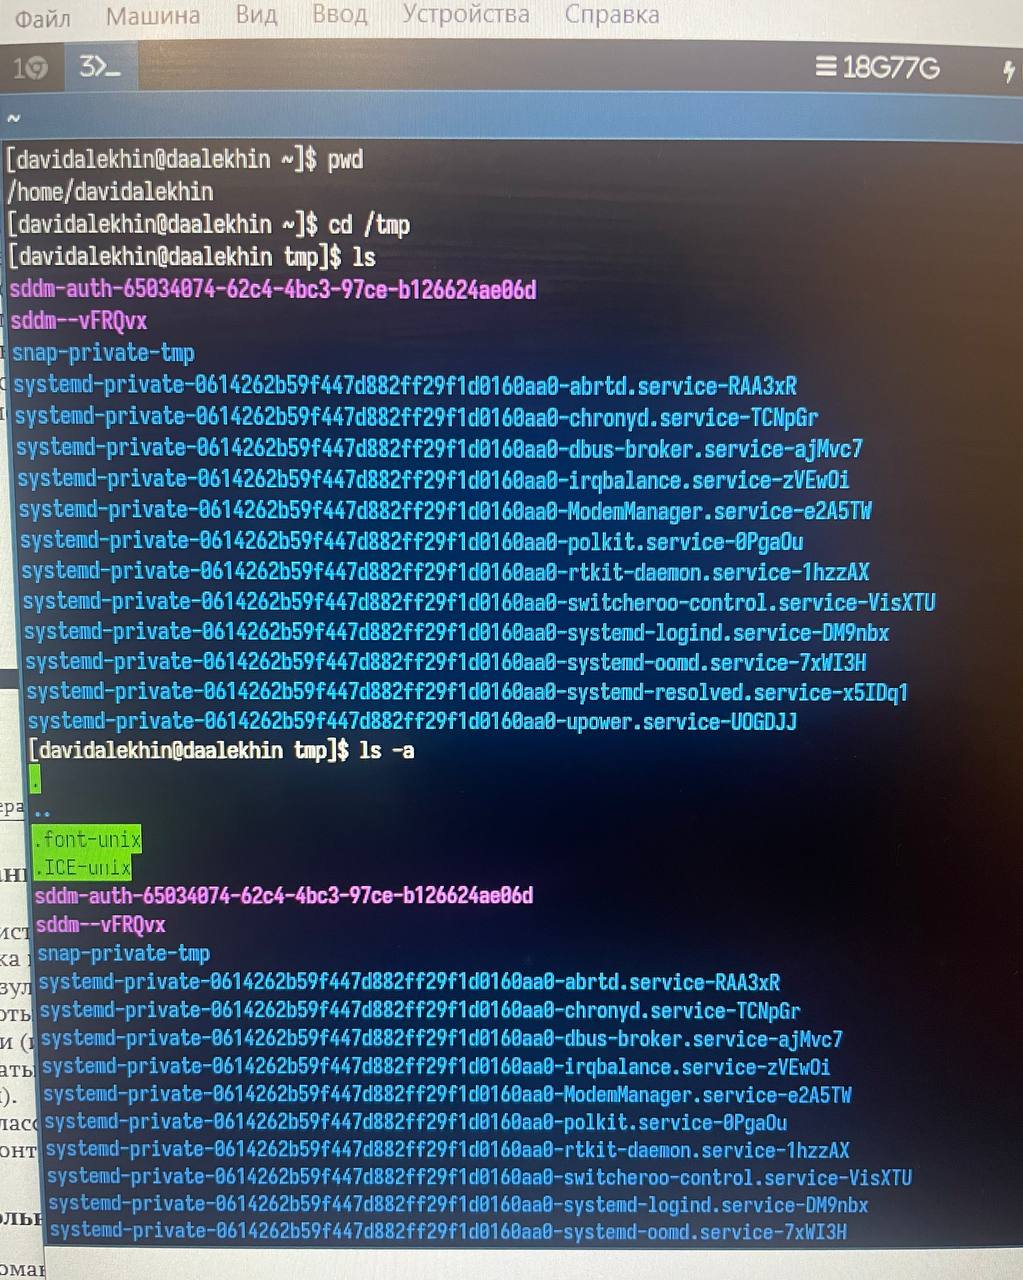 Файл Машина Вид Ввод Устройства Справка
1 3 18G77G
~
[davidalekhin@daalekhin ~]$ pwd
/home/davidalekhin
[davidalekhin@daalekhin ~]$ cd /tmp
[davidalekhin@daalekhin tmp]$ ls
sddm-auth-65034074-62c4-4bc3-97ce-b126624ae06d
sddm--vFRQvx
snap-private-tmp
systemd-private-0614262b59f447d882ff29f1d0160aa0-abrtd.service-RAA3xR
systemd-private-0614262b59f447d882ff29f1d0160aa0-chronyd.service-TCNpGr
systemd-private-0614262b59f447d882ff29f1d0160aa0-dbus-broker.service-ajMvc7
systemd-private-0614262b59f447d882ff29f1d0160aa0-irqbalance.service-zVEwOi
systemd-private-0614262b59f447d882ff29f1d0160aa0-ModemManager.service-e2A5TW
systemd-private-0614262b59f447d882ff29f1d0160aa0-polkit.service-0PgaOu
systemd-private-0614262b59f447d882ff29f1d0160aa0-rtkit-daemon.service-1hzzAX
systemd-private-0614262b59f447d882ff29f1d0160aa0-switcheroo-control.service-VisXTU
systemd-private-0614262b59f447d882ff29f1d0160aa0-systemd-logind.service-DM9nbx
systemd-private-0614262b59f447d882ff29f1d0160aa0-systemd-oomd.service-7xWI3H
systemd-private-0614262b59f447d882ff29f1d0160aa0-systemd-resolved.service-x5IDq1
systemd-private-0614262b59f447d882ff29f1d0160aa0-upower.service-UOGDJJ
[davidalekhin@daalekhin tmp]$ ls -a
.
..
.font-unix
.ICE-unix
sddm-auth-65034074-62c4-4bc3-97ce-b126624ae06d
sddm--vFRQvx
snap-private-tmp
systemd-private-0614262b59f447d882ff29f1d0160aa0-abrtd.service-RAA3xR
systemd-private-0614262b59f447d882ff29f1d0160aa0-chronyd.service-TCNpGr
systemd-private-0614262b59f447d882ff29f1d0160aa0-dbus-broker.service-ajMvc7
systemd-private-0614262b59f447d882ff29f1d0160aa0-irqbalance.service-zVEwOi
systemd-private-0614262b59f447d882ff29f1d0160aa0-ModemManager.service-e2A5TW
systemd-private-0614262b59f447d882ff29f1d0160aa0-polkit.service-0PgaOu
systemd-private-0614262b59f447d882ff29f1d0160aa0-rtkit-daemon.service-1hzzAX
systemd-private-0614262b59f447d882ff29f1d0160aa0-switcheroo-control.service-VisXTU
systemd-private-0614262b59f447d882ff29f1d0160aa0-systemd-logind.service-DM9nbx
systemd-private-0614262b59f447d882ff29f1d0160aa0-systemd-oomd.service-7xWI3H